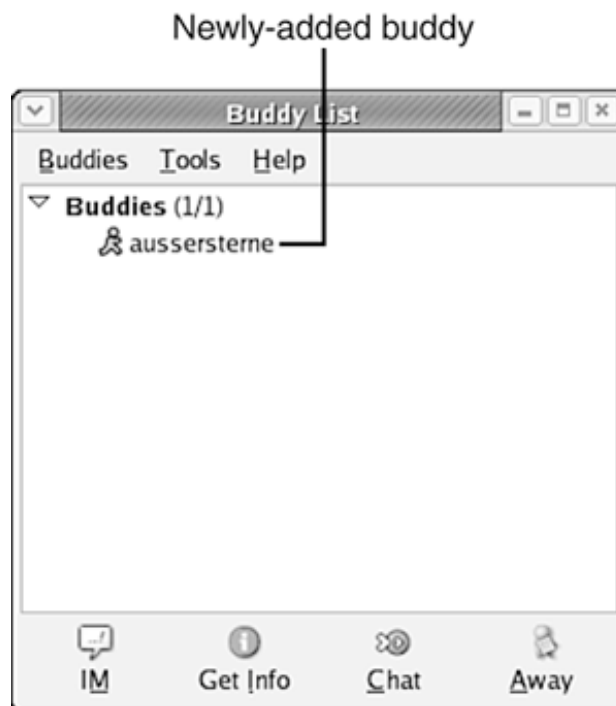 Newly-added buddy
Buddy List
Buddies Tools Help
Buddies (1/1)
aussersterne
IM Get Info Chat Away